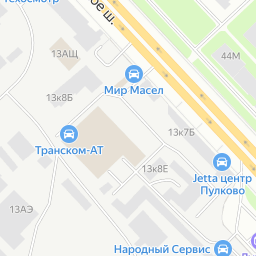 техосмотр
ое ш.
13АЩ
44М
Мир Масел
13к8Б
13к7Б
Транском-АТ
13к8Е
Jetta центр
Пулково
13АЭ
Народный Сервис